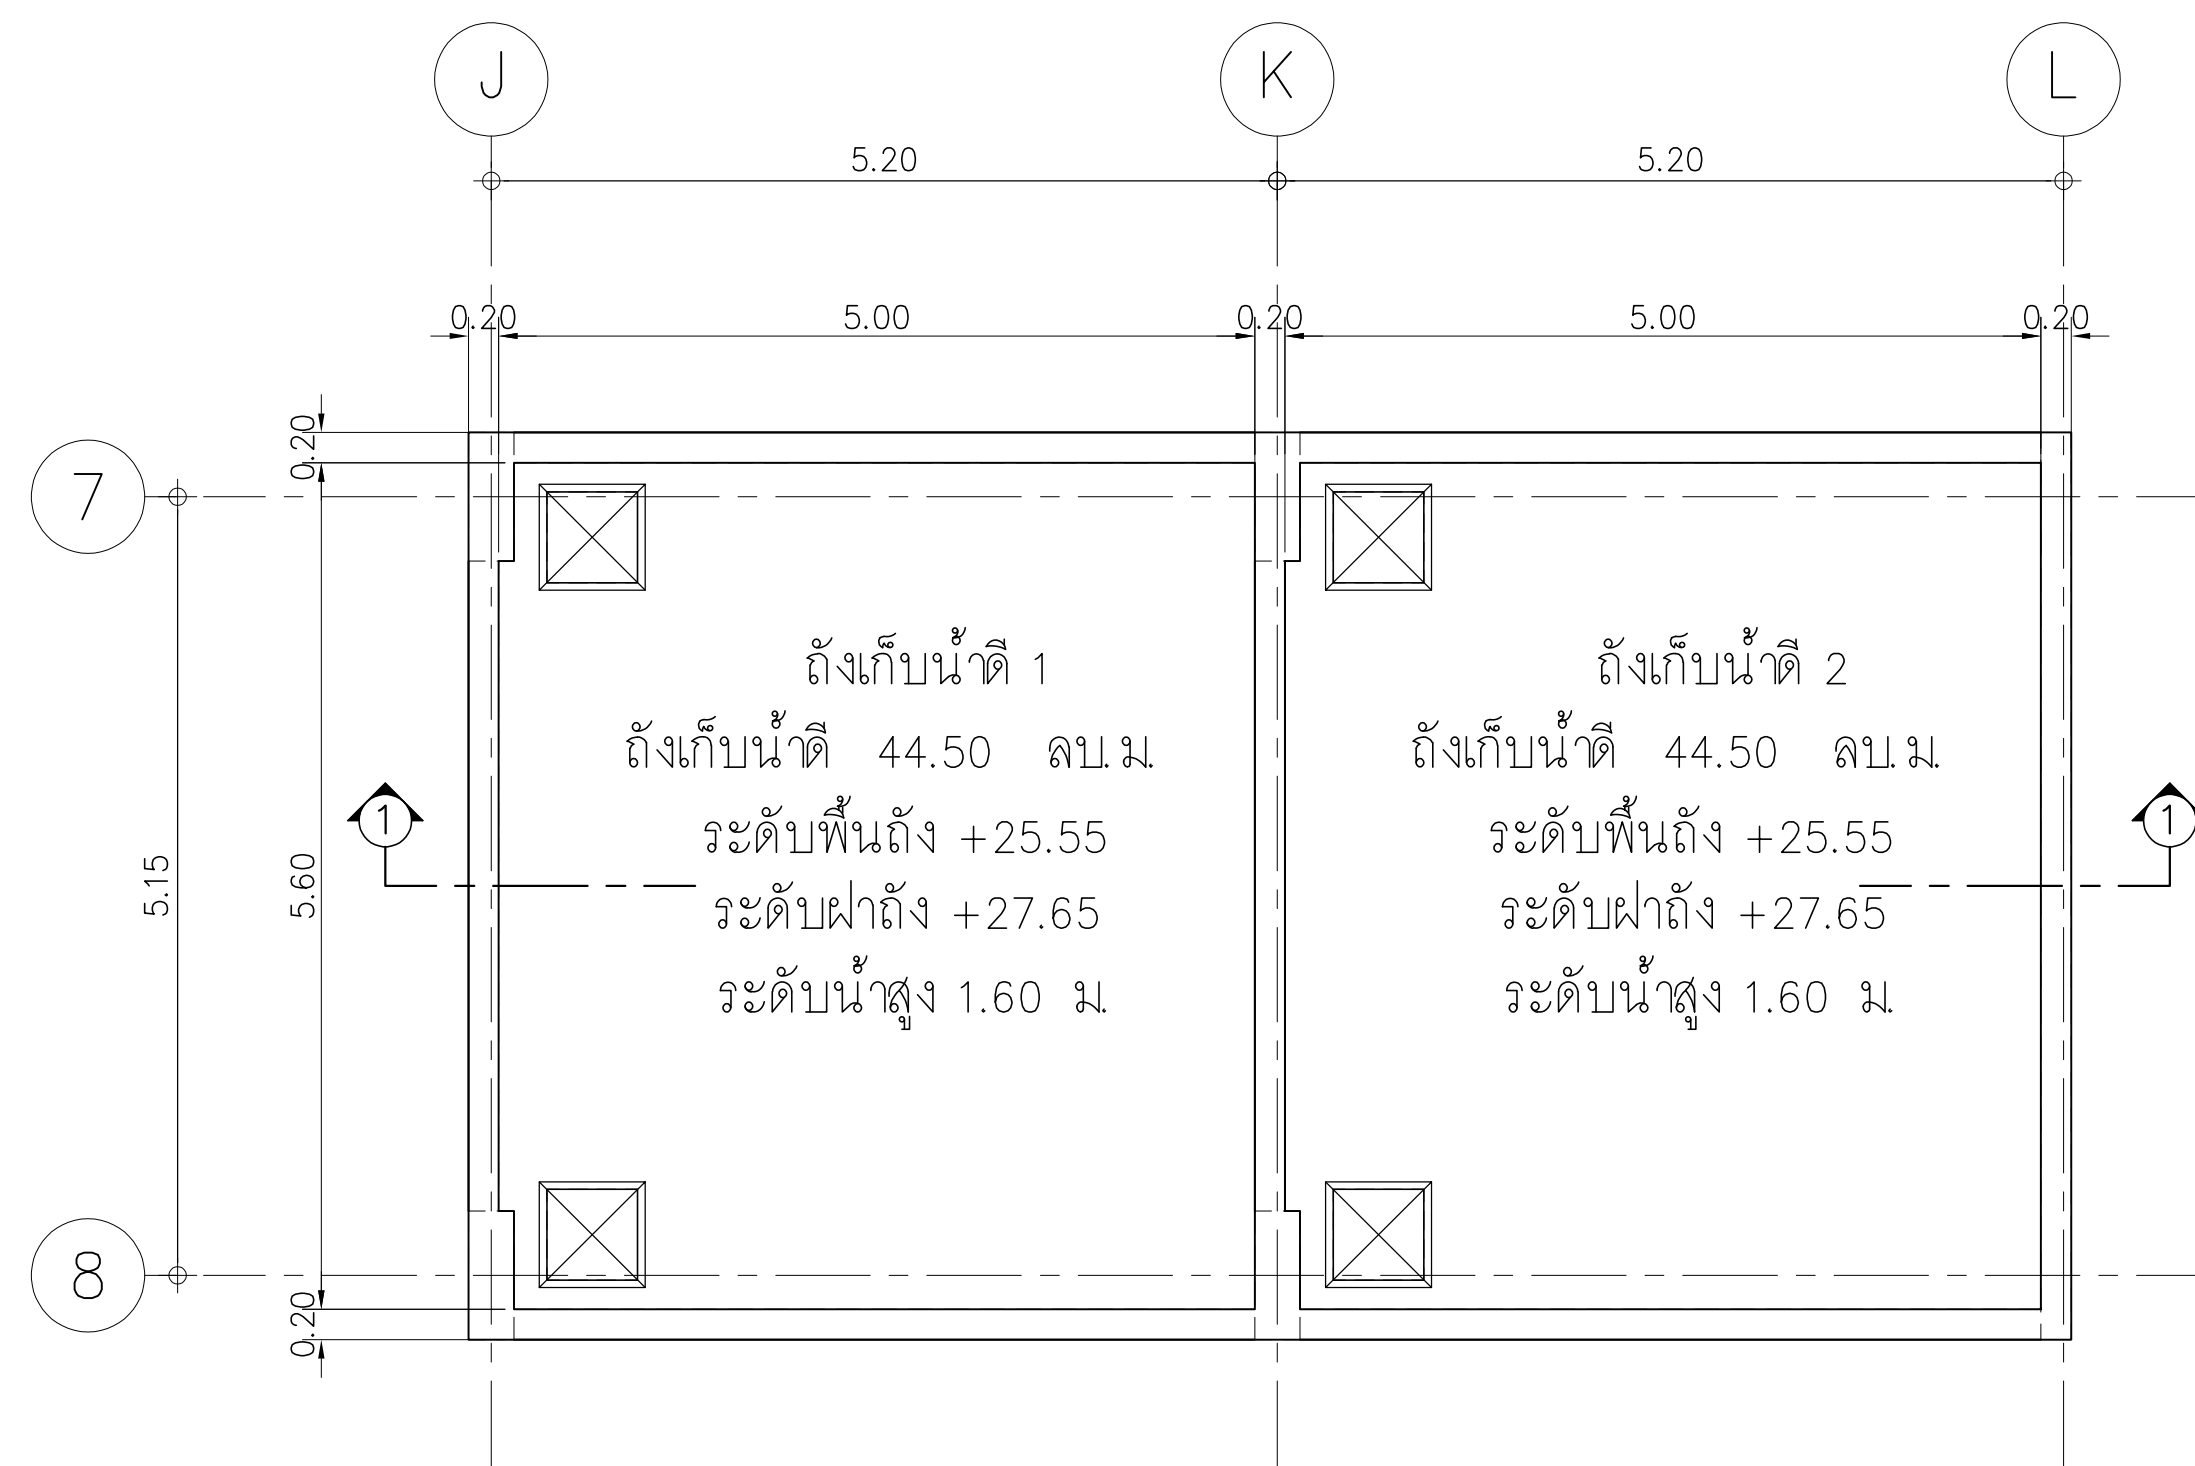 J K L
5.20 5.20
0.20 5.00 0.20 5.00 0.20
0.20
7
ถังเก็บน้ำดี 1
ถังเก็บน้ำดี 44.50 ลบ.ม.
ระดับพื้นถัง +25.55
ระดับฝาถัง +27.65
ระดับน้ำสูง 1.60 ม.
ถังเก็บน้ำดี 2
ถังเก็บน้ำดี 44.50 ลบ.ม.
ระดับพื้นถัง +25.55
ระดับฝาถัง +27.65
ระดับน้ำสูง 1.60 ม.
1
1
5.15
5.60
8
0.20